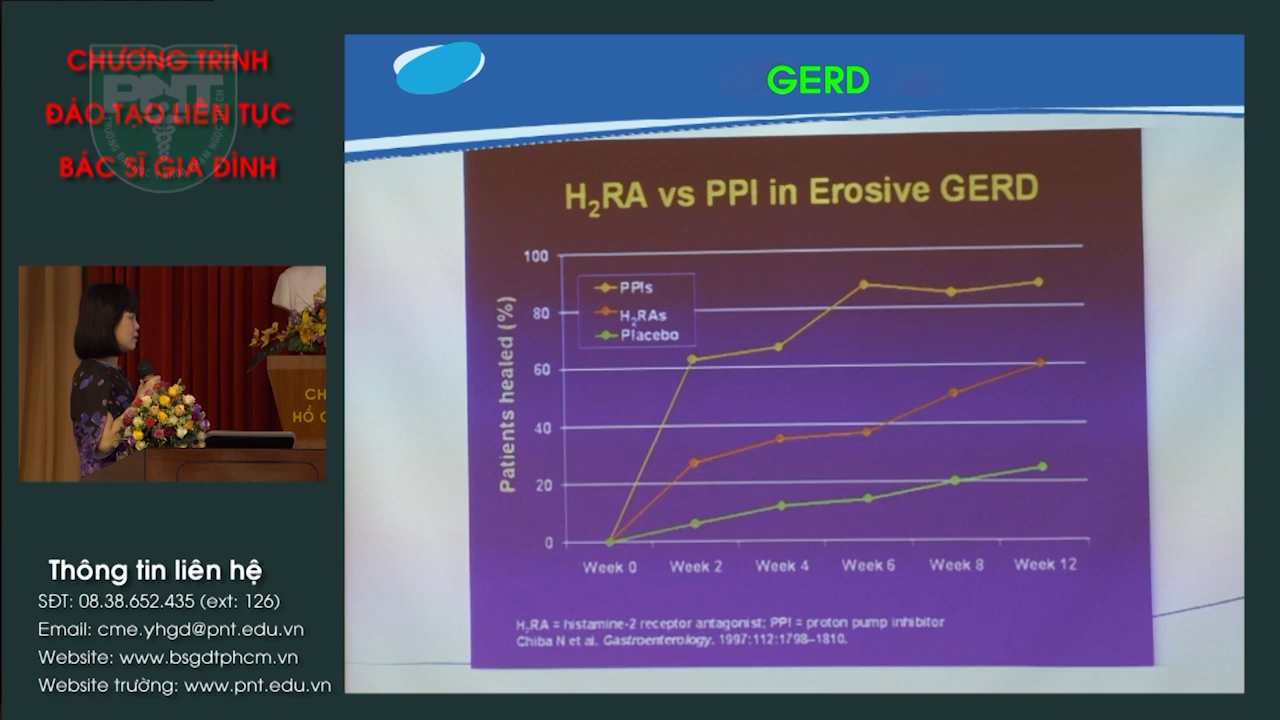 CHƯƠNG TRÌNH
ĐÀO TẠO LIÊN TỤC
BÁC SĨ GIA ĐÌNH
PNT
CH
HỒ C
Thông tin liên hệ
SĐT: 08.38.652.435 (ext: 126)
Email: cme.yhgd@pnt.edu.vn
Website: www.bsgdtphcm.vn
Website trường: www.pnt.edu.vn
GERD
H2RA vs PPI in Erosive GERD
Patients healed (%)
100
80
60
40
20
0
PPIs
H2RAs
Placebo
Week 0 Week 2 Week 4 Week 6 Week 8 Week 12
H2RA = histamine-2 receptor antagonist; PPI = proton pump inhibitor
Chiba N et al. Gastroenterology. 1997;112:1798–1810.